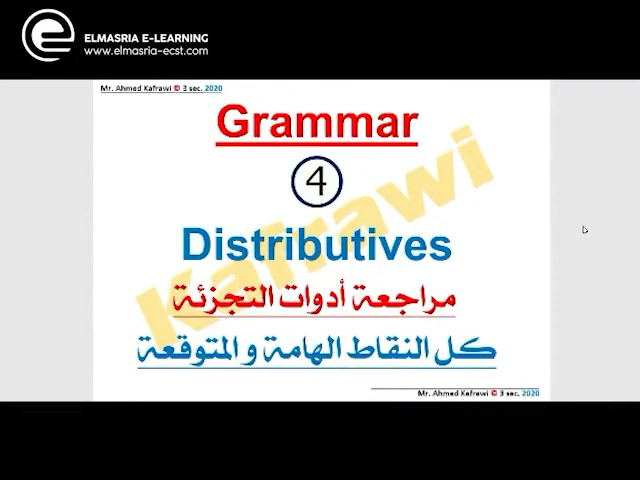 ELMASRIA E-LEARNING
www.elmasria-ecst.com
Mr. Ahmed Kafrawi © 3 sec. 2020
Grammar
4
Kafrawi
Distributives
مراجعة أدوات التجزئة
كل النقاط الهامة و المتوقعة
Mr. Ahmed Kafrawi © 3 sec. 2020